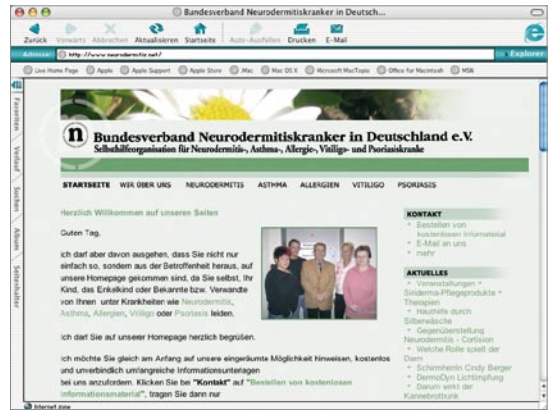 Bundesverband Neurodermitiskranker in Deutsch...
Zurück Vorwärts Abbrechen Aktualisieren Startseite Auto-Ausfüllen Drucken E-Mail
Adresse: http://www.neurodermitis.net/ Explorer
Live Home Page Apple Apple Support Apple Store .Mac Mac OS X Microsoft MacTopia Office for Macintosh MSN
Favoriten
Verlauf
Suchen
Album
Seitenhalter
n
Bundesverband Neurodermitiskranker in Deutschland e.V.
Selbsthilfeorganisation für Neurodermitis-, Asthma-, Allergie-, Vitiligo- und Psoriasiskranke
STARTSEITE WIR ÜBER UNS NEURODERMITIS ASTHMA ALLERGIEN VITILIGO PSORIASIS
Herzlich Willkommen auf unseren Seiten
Guten Tag,
ich darf aber davon ausgehen, dass Sie nicht nur
einfach so, sondern aus der Betroffenheit heraus, auf
unsere Homepage gekommen sind, da Sie selbst, Ihr
Kind, das Enkelkind oder Bekannte bzw. Verwandte
von Ihnen unter Krankheiten wie Neurodermitis,
Asthma, Allergien, Vitiligo oder Psoriasis leiden.
ich darf Sie auf unserer Homepage herzlich begrüßen.
ich möchte Sie gleich am Anfang auf unsere eingeräumte Möglichkeit hinweisen, kostenlos
und unverbindlich umfangreiche Informationsunterlagen
bei uns anzufordern. Klicken Sie bei "Kontakt" auf "Bestellen von kostenlosen
Informationsmaterial", tragen Sie dann nur
KONTAKT
Bestellen von
kostenlosen Infomaterial
E-Mail an uns
mehr
AKTUELLES
Veranstaltungen
Sinderma-Pflegeprodukte
Therapien
Hauthilfe durch
Silberwäsche
Gegenüberstellung
Neurodermitis - Cortision
Welche Rolle spielt der
Darm
Schirmherrin Cindy Berger
DermoDyn Lichtimpfung
Darum wirkt der
Kannebrottrunk
Internet zone